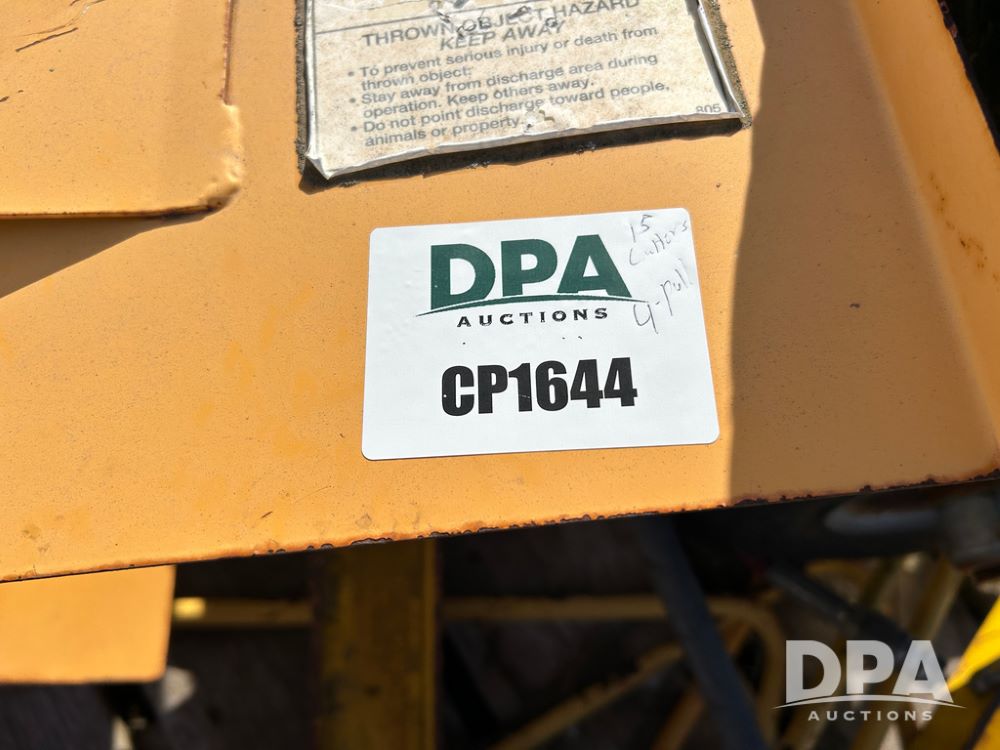 THROWN OBJECT HAZARD
KEEP AWAY
• To prevent serious injury or death from
thrown object:
• Stay away from discharge area during
operation. Keep others away.
• Do not point discharge toward people,
animals or property.
805
DPA
AUCTIONS
15
Cutters
4-pull
CP1644
DPA
AUCTIONS